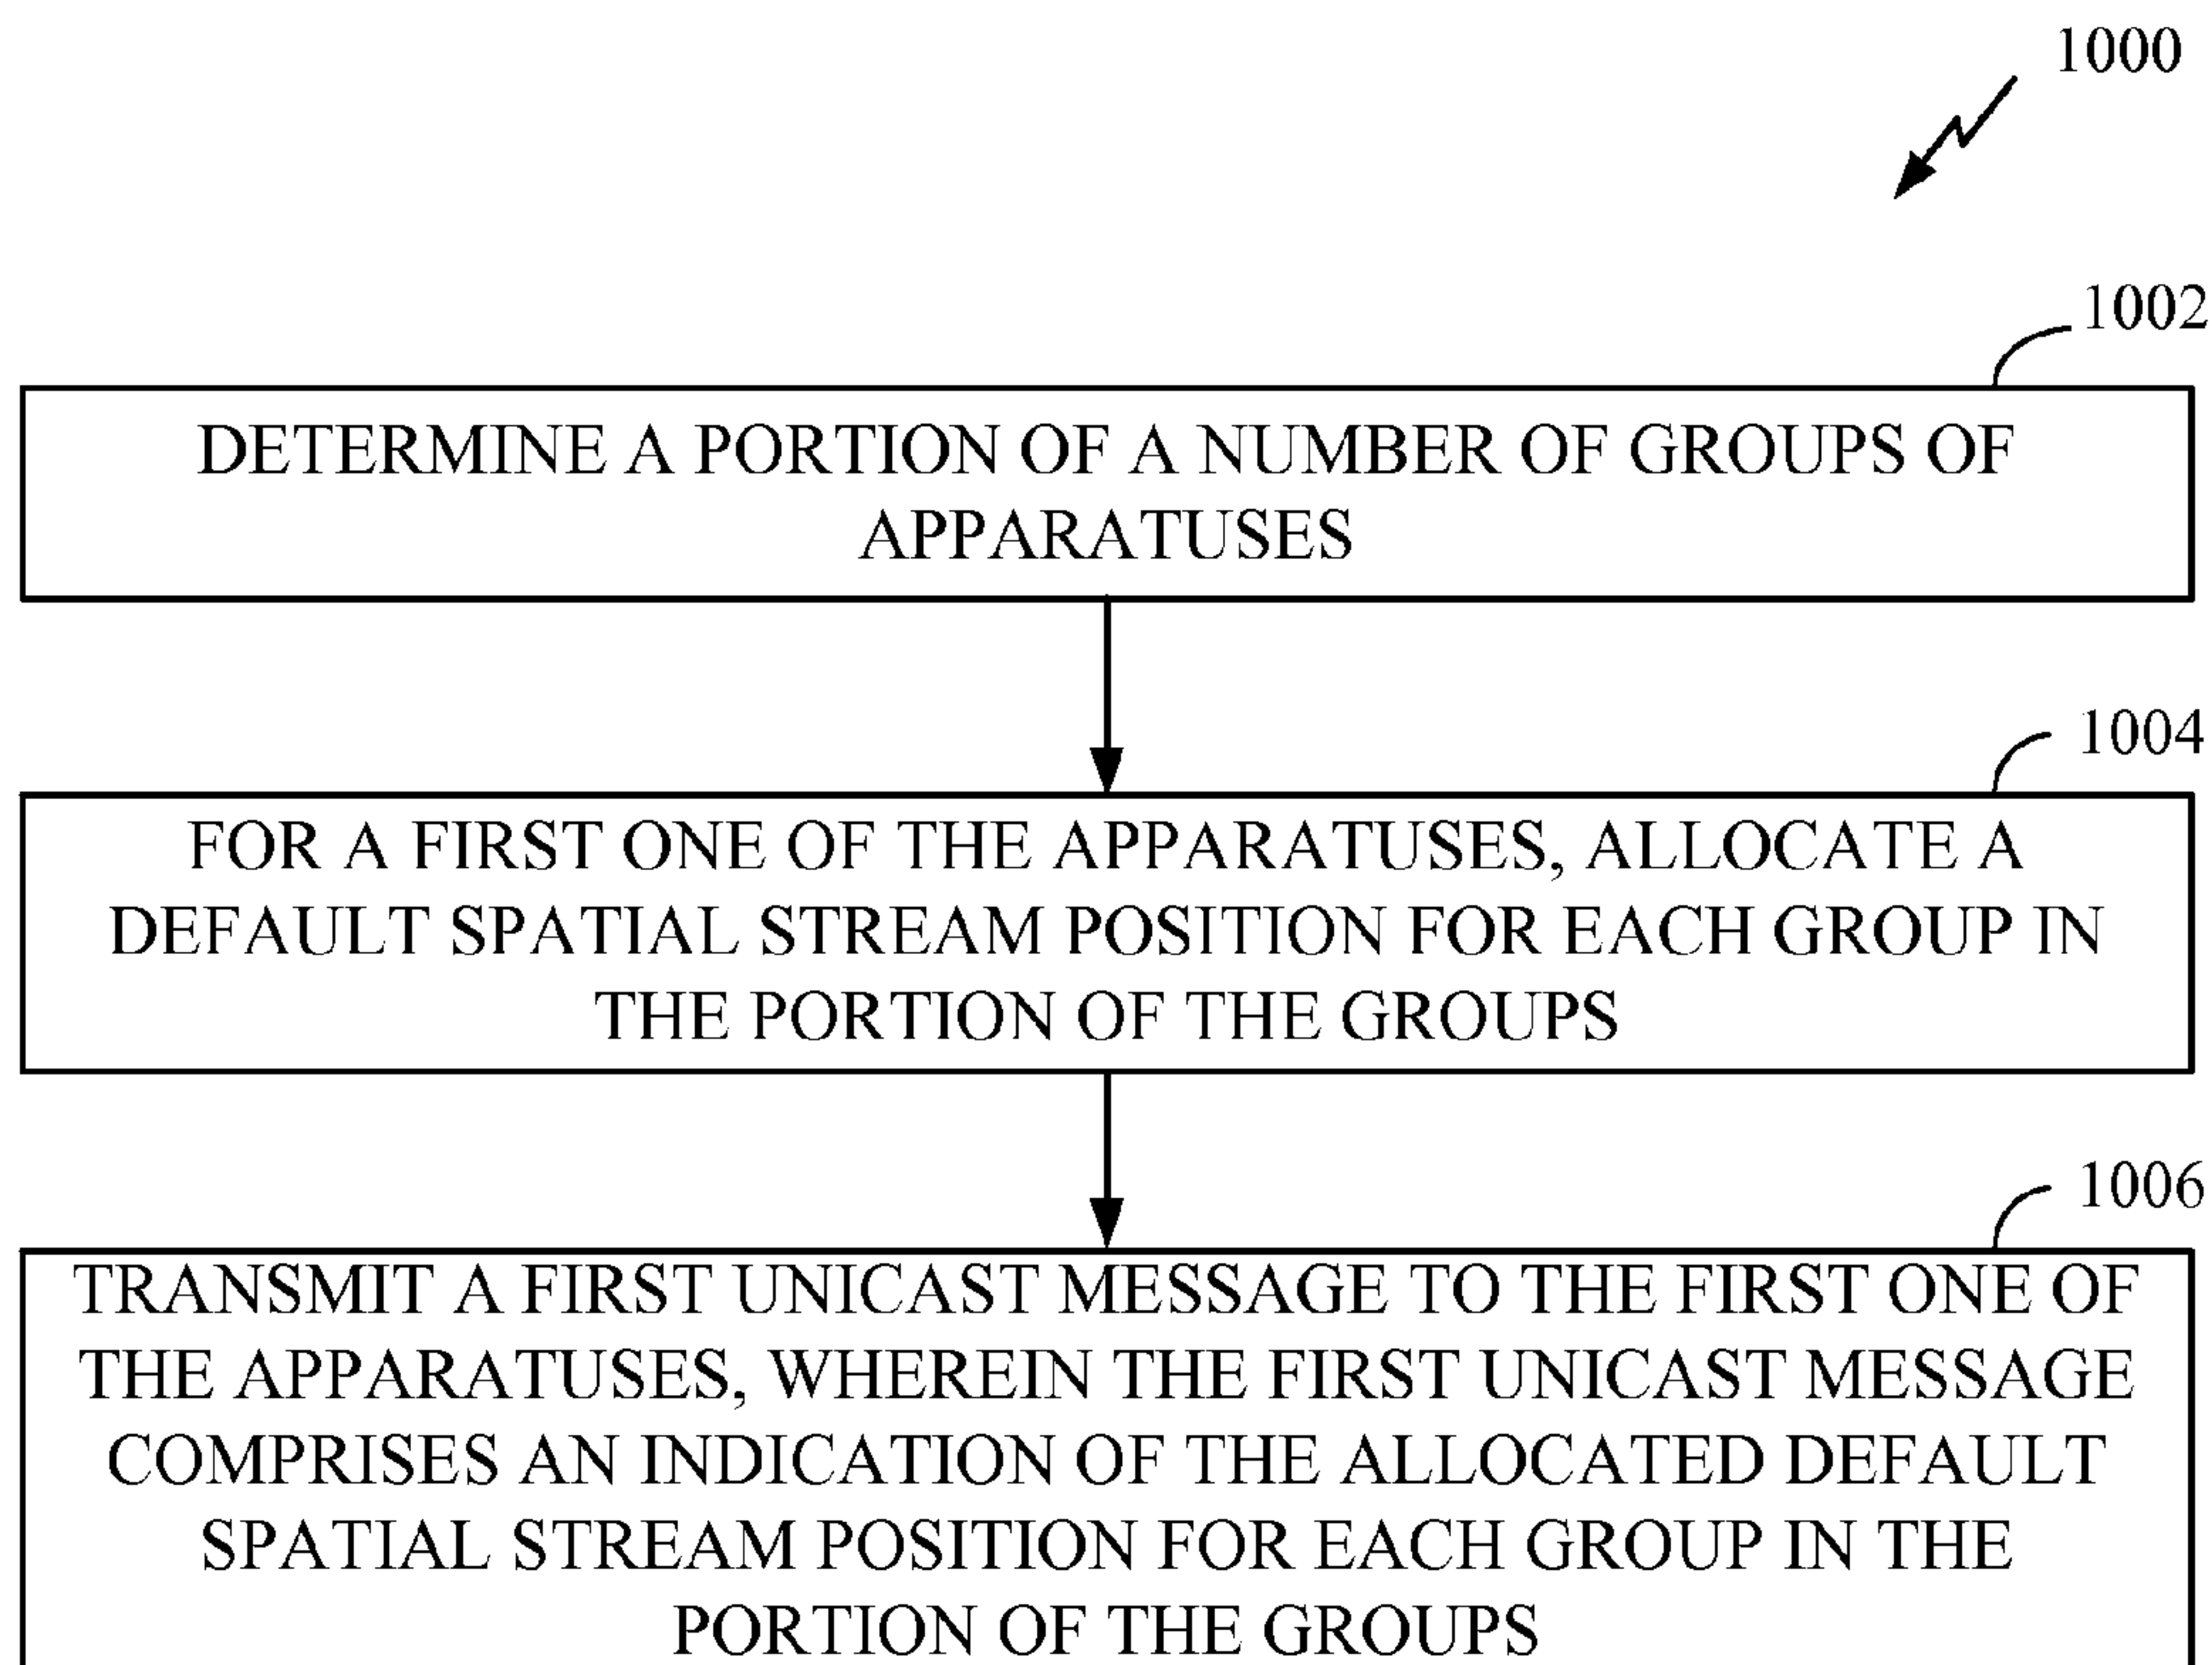 1000
1002
DETERMINE A PORTION OF A NUMBER OF GROUPS OF
APPARATUSES
1004
FOR A FIRST ONE OF THE APPARATUSES, ALLOCATE A
DEFAULT SPATIAL STREAM POSITION FOR EACH GROUP IN
THE PORTION OF THE GROUPS
1006
TRANSMIT A FIRST UNICAST MESSAGE TO THE FIRST ONE OF
THE APPARATUSES, WHEREIN THE FIRST UNICAST MESSAGE
COMPRISES AN INDICATION OF THE ALLOCATED DEFAULT
SPATIAL STREAM POSITION FOR EACH GROUP IN THE
PORTION OF THE GROUPS